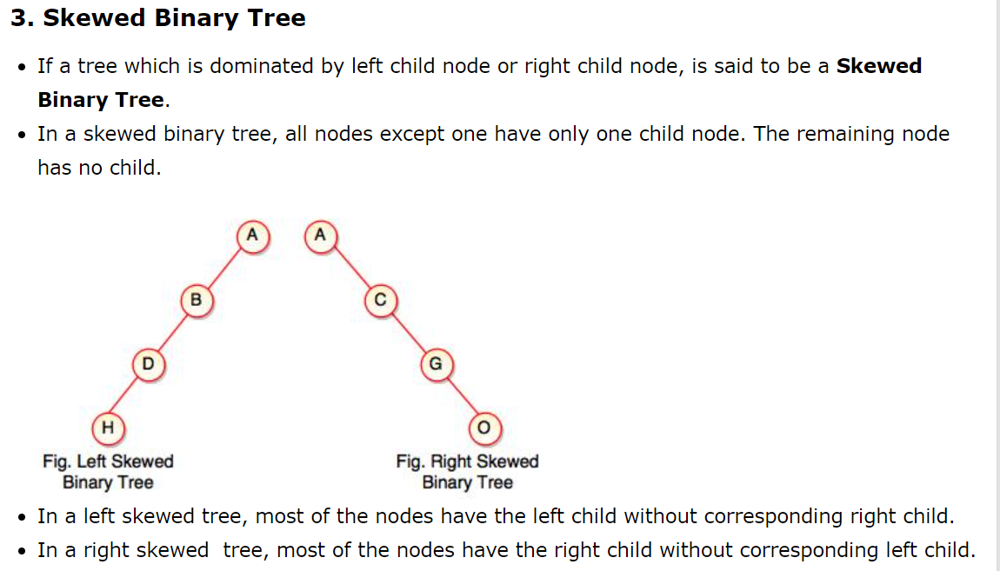 3. Skewed Binary Tree
• If a tree which is dominated by left child node or right child node, is said to be a Skewed
Binary Tree.
• In a skewed binary tree, all nodes except one have only one child node. The remaining node
has no child.
A A
B C
D G
H O
Fig. Left Skewed
Binary Tree
Fig. Right Skewed
Binary Tree
• In a left skewed tree, most of the nodes have the left child without corresponding right child.
• In a right skewed  tree, most of the nodes have the right child without corresponding left child.